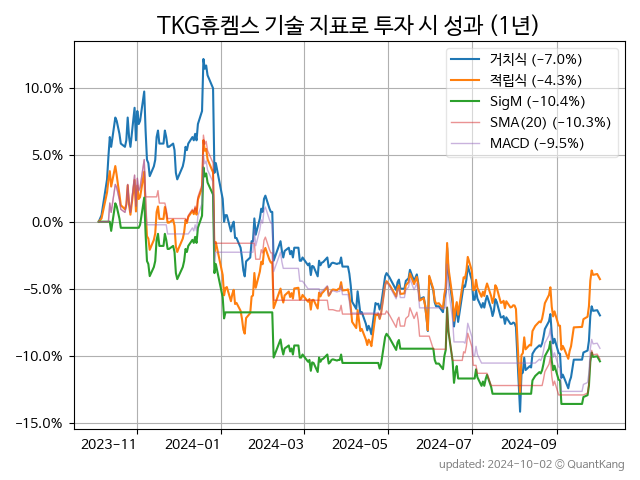 TKG휴켐스 기술 지표로 투자 시 성과 (1년)
거치식 (−7.0%)
적립식 (−4.3%)
SigM (−10.4%)
SMA(20) (−10.3%)
MACD (−9.5%)
10.0%
5.0%
0.0%
−5.0%
−10.0%
−15.0%
2023-11 2024-01 2024-03 2024-05 2024-07 2024-09
updated: 2024-10-02 © QuantKang